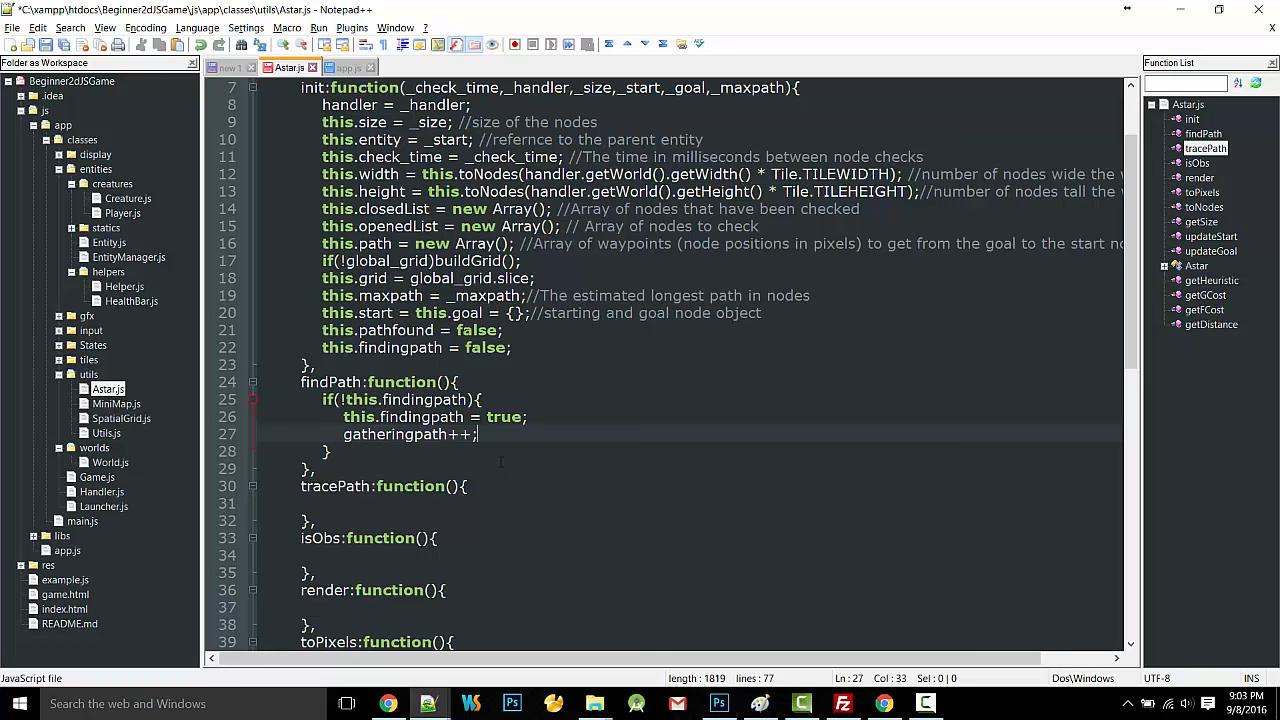 *C:\xampp\htdocs\Beginner2dJSGame\js\app\classes\utils\Astar.js - Notepad++
File Edit Search View Encoding Language Settings Macro Run Plugins Window ?
X
Folder as Workspace
new 1
Astar.js
app.js
Function List
Beginner2dJSGame
.idea
js
app
classes
display
entities
creatures
Creature.js
Player.js
statics
Entity.js
EntityManager.js
helpers
Helper.js
HealthBar.js
gfx
input
States
tiles
utils
Astar.js
MiniMap.js
SpatialGrid.js
Utils.js
worlds
World.js
Game.js
Handler.js
Launcher.js
main.js
libs
app.js
res
example.js
game.html
index.html
README.md
7 init:function(_check_time,_handler,_size,_start,_goal,_maxpath){
8 handler = _handler;
9 this.size = _size; //size of the nodes
10 this.entity = _start; //refernce to the parent entity
11 this.check_time = _check_time; //The time in milliseconds between node checks
12 this.width = this.toNodes(handler.getWorld().getWidth() * Tile.TILEWIDTH); //number of nodes wide the w
13 this.height = this.toNodes(handler.getWorld().getHeight() * Tile.TILEHEIGHT);//number of nodes tall the
14 this.closedList = new Array(); //Array of nodes that have been checked
15 this.openedList = new Array(); // Array of nodes to check
16 this.path = new Array(); //Array of waypoints (node positions in pixels) to get from the goal to the start no
17 if(!global_grid)buildGrid();
18 this.grid = global_grid.slice;
19 this.maxpath = _maxpath;//The estimated longest path in nodes
20 this.start = this.goal = {};//starting and goal node object
21 this.pathfound = false;
22 this.findingpath = false;
23 },
24 findPath:function(){
25 if(!this.findingpath){
26 this.findingpath = true;
27 gatheringpath++;
28 }
29 },
30 tracePath:function(){
31
32 },
33 isObs:function(){
34
35 },
36 render:function(){
37
38 },
39 toPixels:function(){
Astar.js
init
findPath
tracePath
isObs
render
toPixels
toNodes
getSize
updateStart
updateGoal
Astar
getHeuristic
getGCost
getFCost
getDistance
JavaScript file
length : 1819 lines : 77
Ln : 27 Col : 33 Sel : 0 | 0
Dos\Windows
UTF-8
INS
Search the web and Windows
9:03 PM
9/8/2016